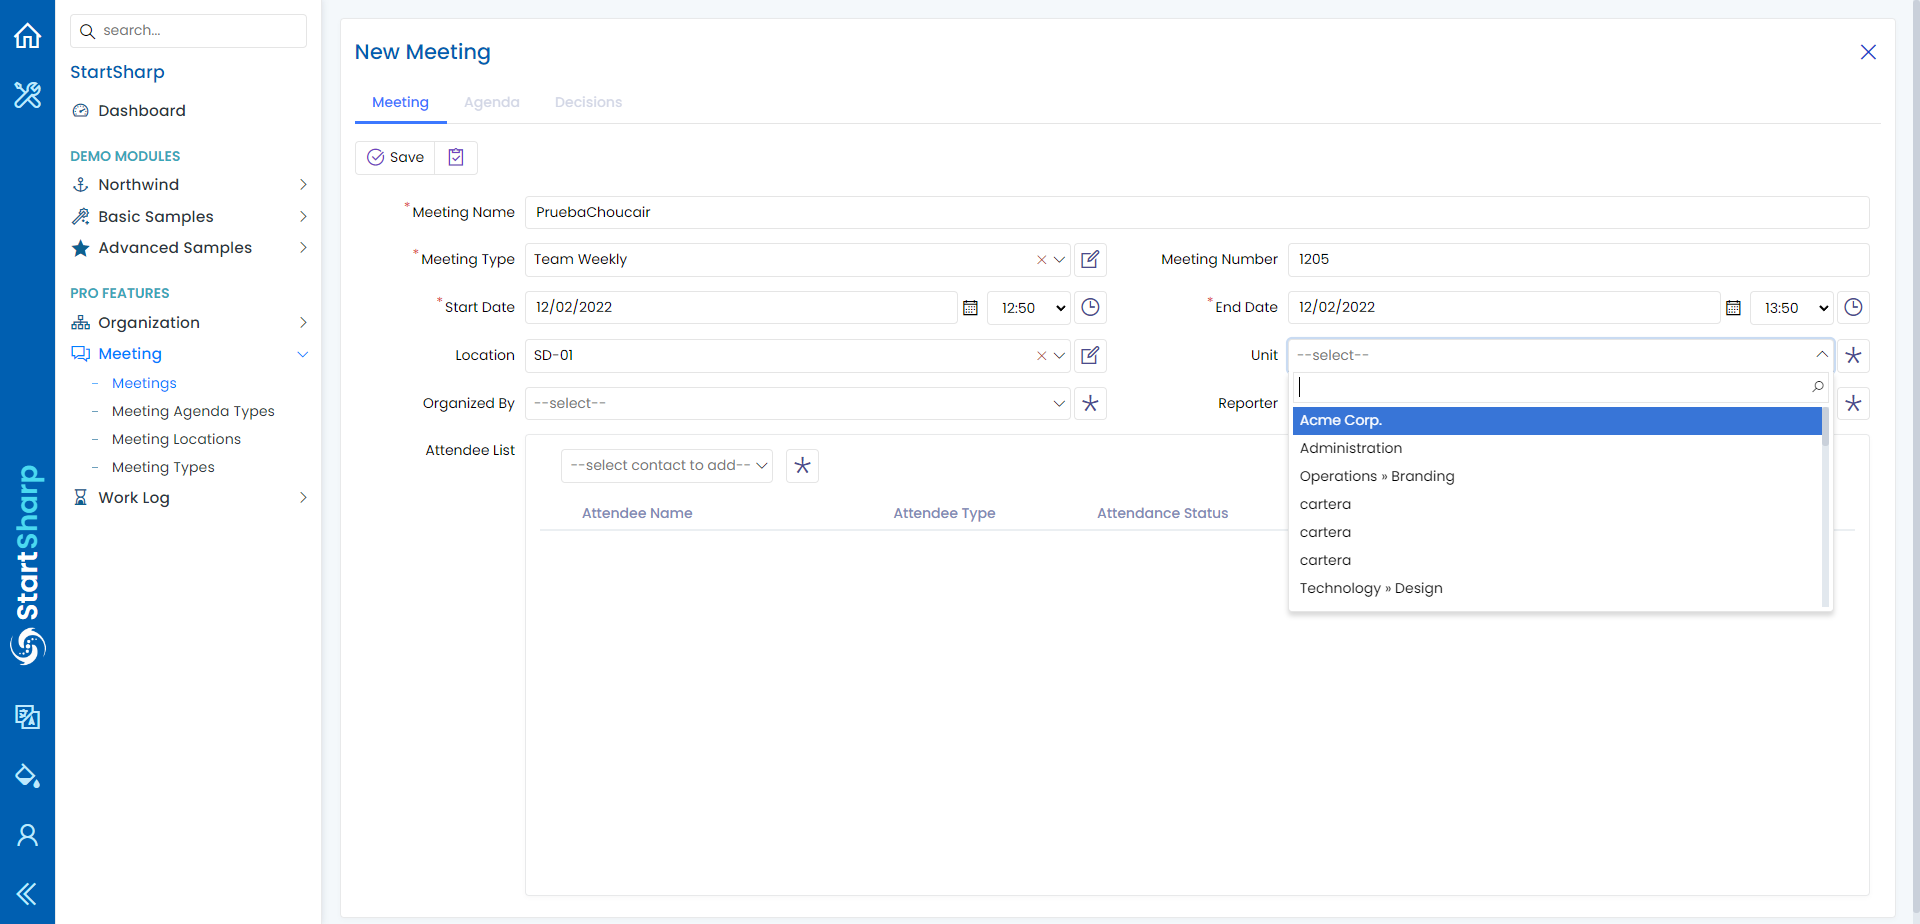 search...
StartSharp
Dashboard
DEMO MODULES
Northwind
Basic Samples
Advanced Samples
PRO FEATURES
Organization
Meeting
- Meetings
- Meeting Agenda Types
- Meeting Locations
- Meeting Types
Work Log
StartSharp
New Meeting
Meeting Agenda Decisions
Save
*Meeting Name PruebaChoucair
*Meeting Type Team Weekly
Meeting Number 1205
*Start Date 12/02/2022 12:50
*End Date 12/02/2022 13:50
Location SD-01
Unit --select--
Organized By --select--
Reporter
Acme Corp.
Administration
Operations » Branding
cartera
cartera
cartera
Technology » Design
Attendee List
--select contact to add--
Attendee Name Attendee Type Attendance Status